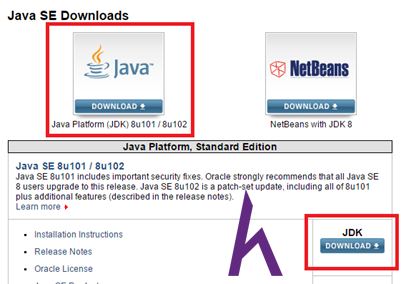 Java SE Downloads
Java™
NetBeans
DOWNLOAD
DOWNLOAD
Java Platform (JDK) 8u101 / 8u102
NetBeans with JDK 8
Java Platform, Standard Edition
Java SE 8u101 / 8u102
Java SE 8u101 includes important security fixes. Oracle strongly recommends that all Java SE
8 users upgrade to this release. Java SE 8u102 is a patch-set update, including all of 8u101
plus additional features (described in the release notes).
Learn more
Installation Instructions
Release Notes
Oracle License
JDK
DOWNLOAD
h